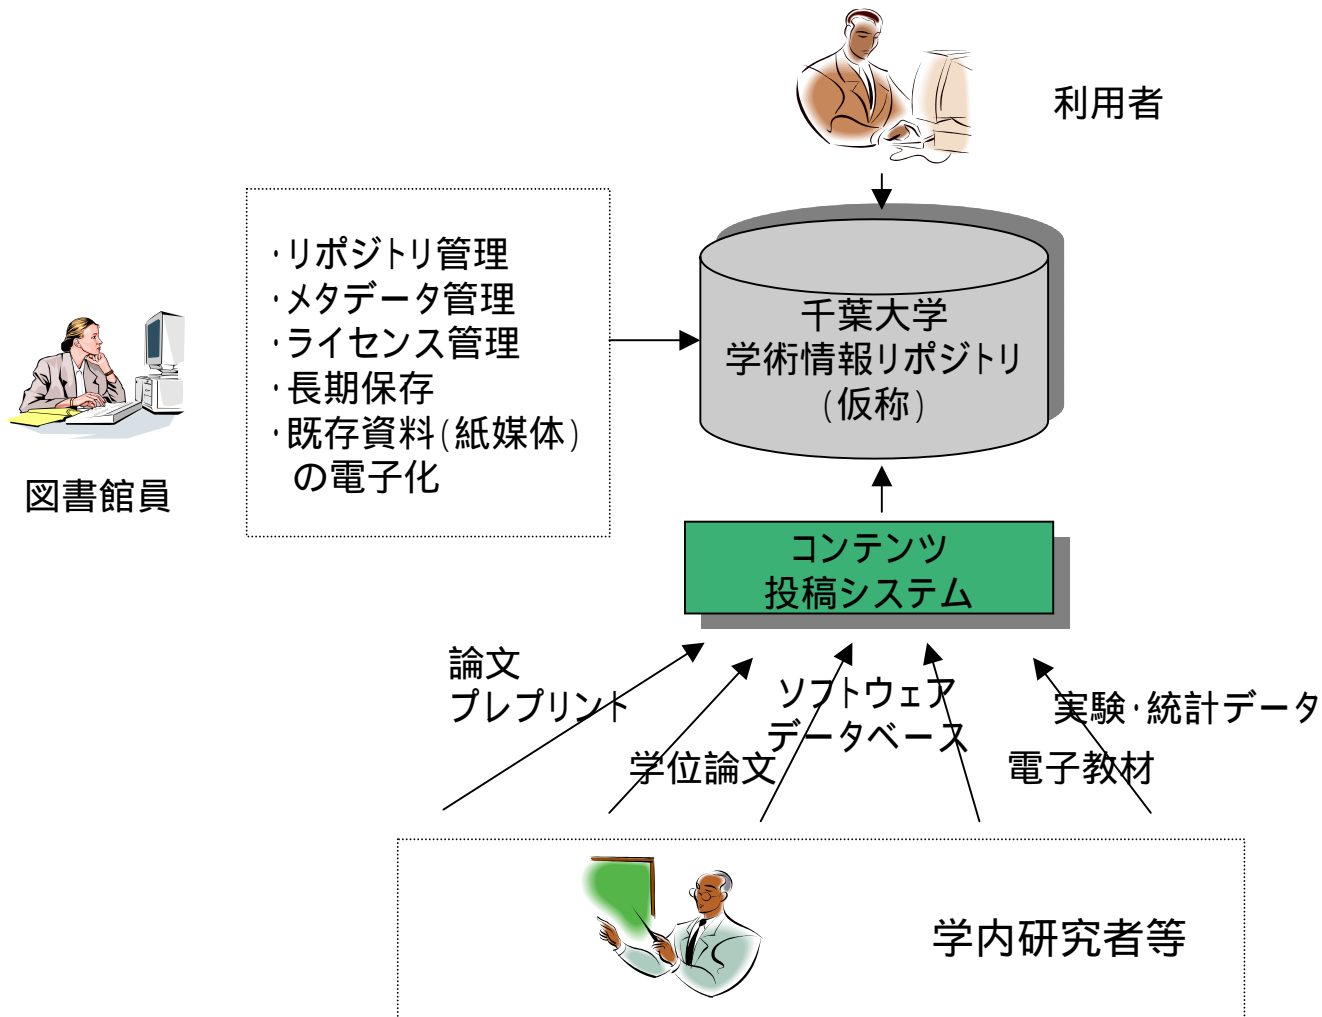 利用者
・リポジトリ管理
・メタデータ管理
・ライセンス管理
・長期保存
・既存資料(紙媒体)
の電子化
図書館員
千葉大学
学術情報リポジトリ
(仮称)
コンテンツ
投稿システム
論文
プレプリント
学位論文
ソフトウェア
データベース
電子教材
実験・統計データ
学内研究者等